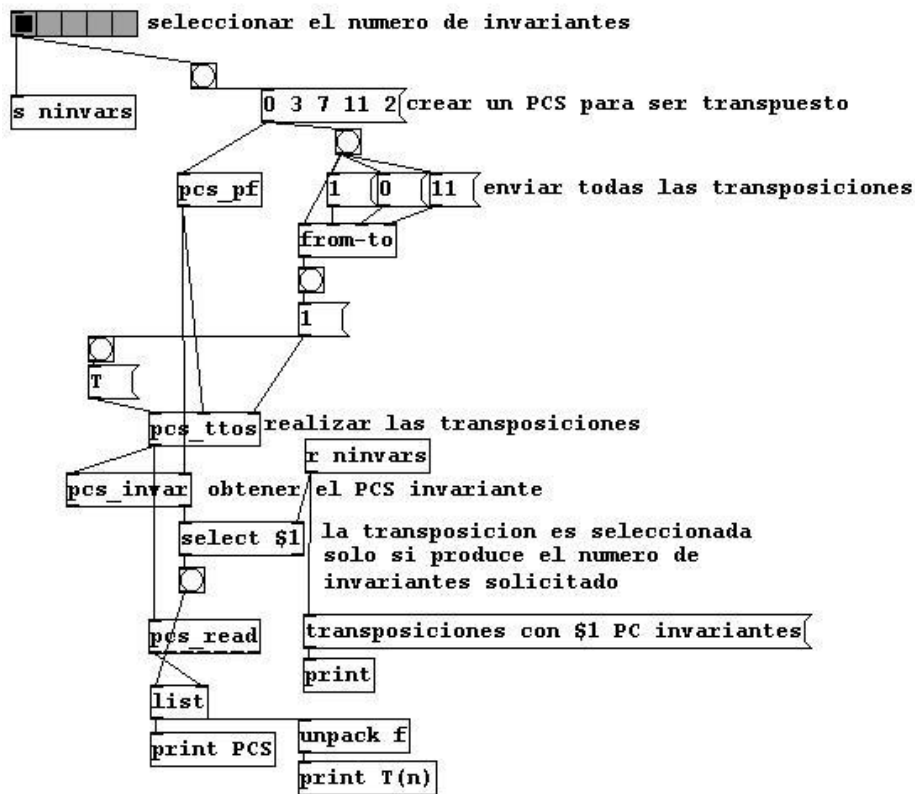 seleccionar el numero de invariantes
s ninvars
0 3 7 11 2
crear un PCS para ser transpuesto
pcs_pf
1
0
11
enviar todas las transposiciones
from-to
1
T
pcs_ttos
realizar las transposiciones
r ninvars
pcs_invar
obtener el PCS invariante
select $1
la transposicion es seleccionada
solo si produce el numero de
invariantes solicitado
pcs_read
transposiciones con $1 PC invariantes
print
list
print PCS
unpack f
print T(n)